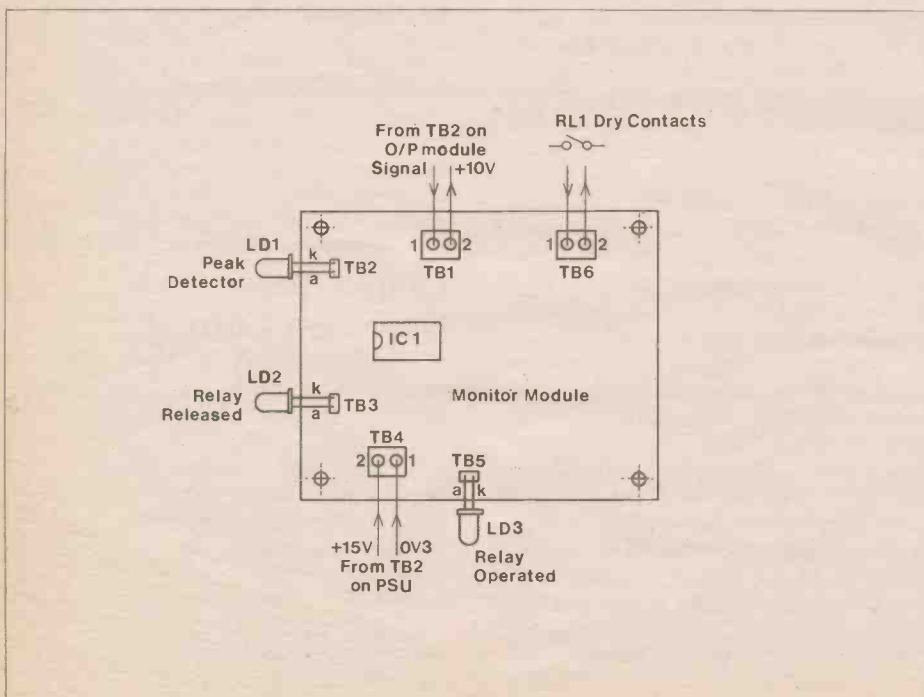 From TB2 on
O/P module
Signal +10V
RL1 Dry Contacts
1 2
TB1
1 2
TB6
LD1
Peak
Detector
k
a
TB2
IC1
LD2
Relay
Released
k
a
TB3
Monitor Module
TB4
2 1
TB5
a k
LD3
Relay
Operated
+15V 0V3
From TB2
on PSU